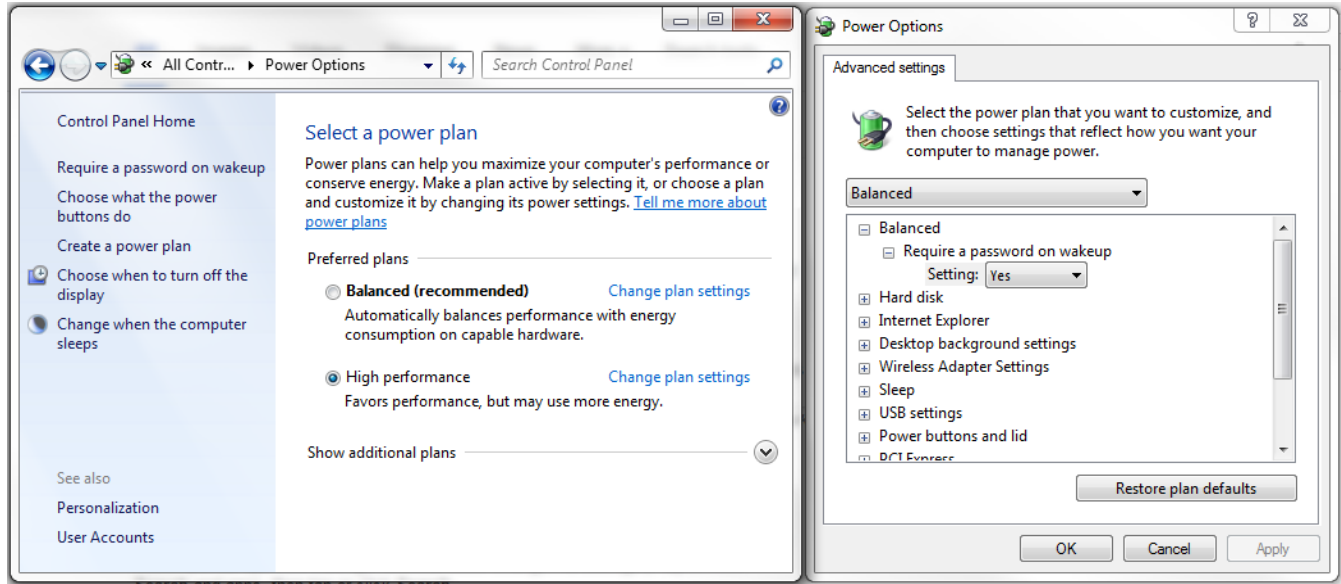 « All Contr... Power Options
Search Control Panel
Control Panel Home
Require a password on wakeup
Choose what the power
buttons do
Create a power plan
Choose when to turn off the
display
Change when the computer
sleeps
See also
Personalization
User Accounts
Select a power plan
Power plans can help you maximize your computer's performance or
conserve energy. Make a plan active by selecting it, or choose a plan
and customize it by changing its power settings. Tell me more about
power plans
Preferred plans
Balanced (recommended) Change plan settings
Automatically balances performance with energy
consumption on capable hardware.
High performance Change plan settings
Favors performance, but may use more energy.
Show additional plans
Power Options
Advanced settings
Select the power plan that you want to customize, and
then choose settings that reflect how you want your
computer to manage power.
Balanced
Balanced
Require a password on wakeup
Setting: Yes
Hard disk
Internet Explorer
Desktop background settings
Wireless Adapter Settings
Sleep
USB settings
Power buttons and lid
PCI Express
Restore plan defaults
OK Cancel Apply